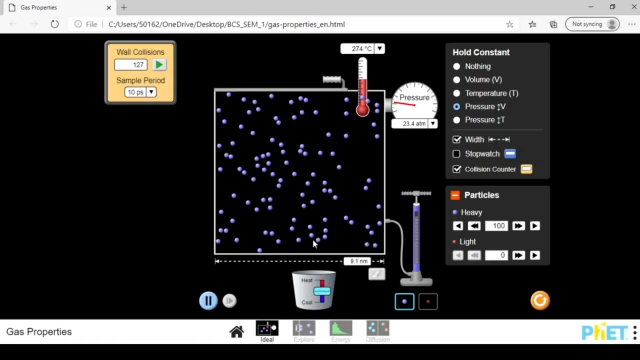 Gas Properties
File
C:/Users/50162/OneDrive/Desktop/BCS_SEM_1/gas-properties_en.html
Not syncing
Wall Collisions
127
Sample Period
10 ps
274 °C
Pressure
23.4 atm
Hold Constant
Nothing
Volume (V)
Temperature (T)
Pressure ↕V
Pressure ↕T
Width
Stopwatch
Collision Counter
Particles
Heavy
100
Light
0
9.1 nm
Heat
Cool
Gas Properties
Ideal
Explore
Energy
Diffusion
PhET